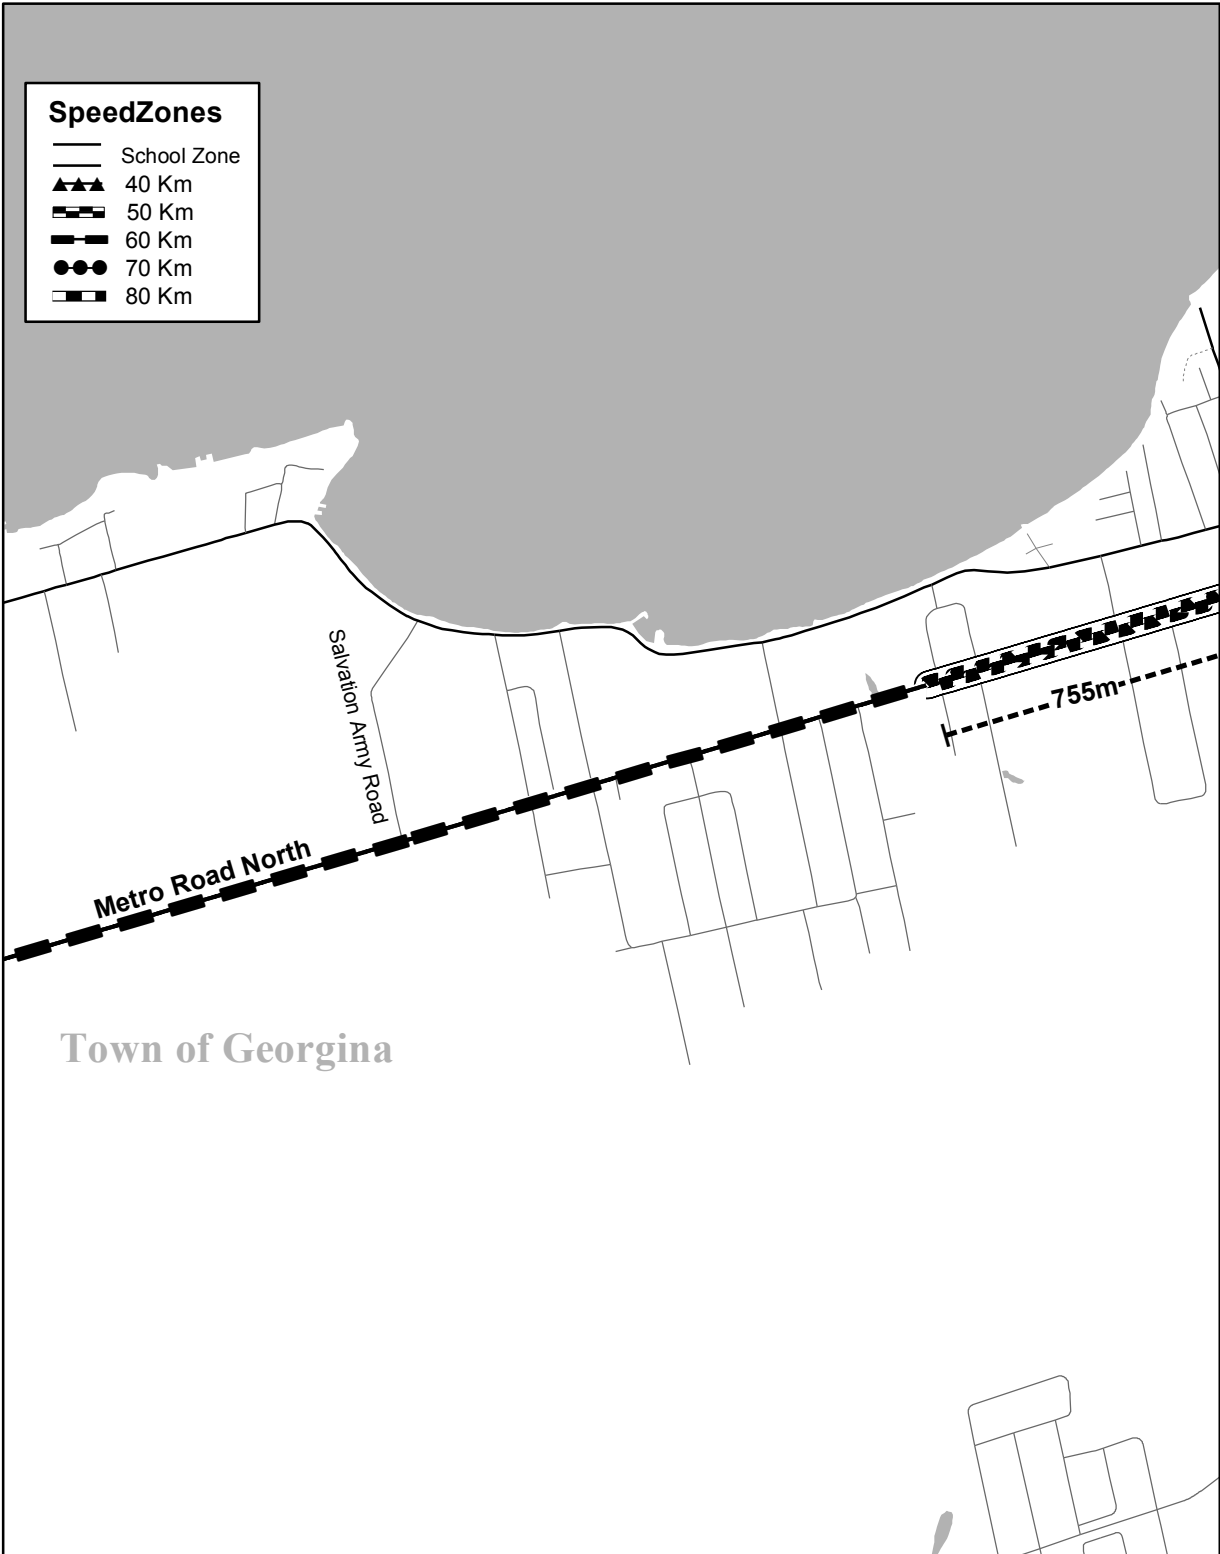 SpeedZones
School Zone
40 Km
50 Km
60 Km
70 Km
80 Km
Salvation Army Road
755m
Metro Road North
Town of Georgina